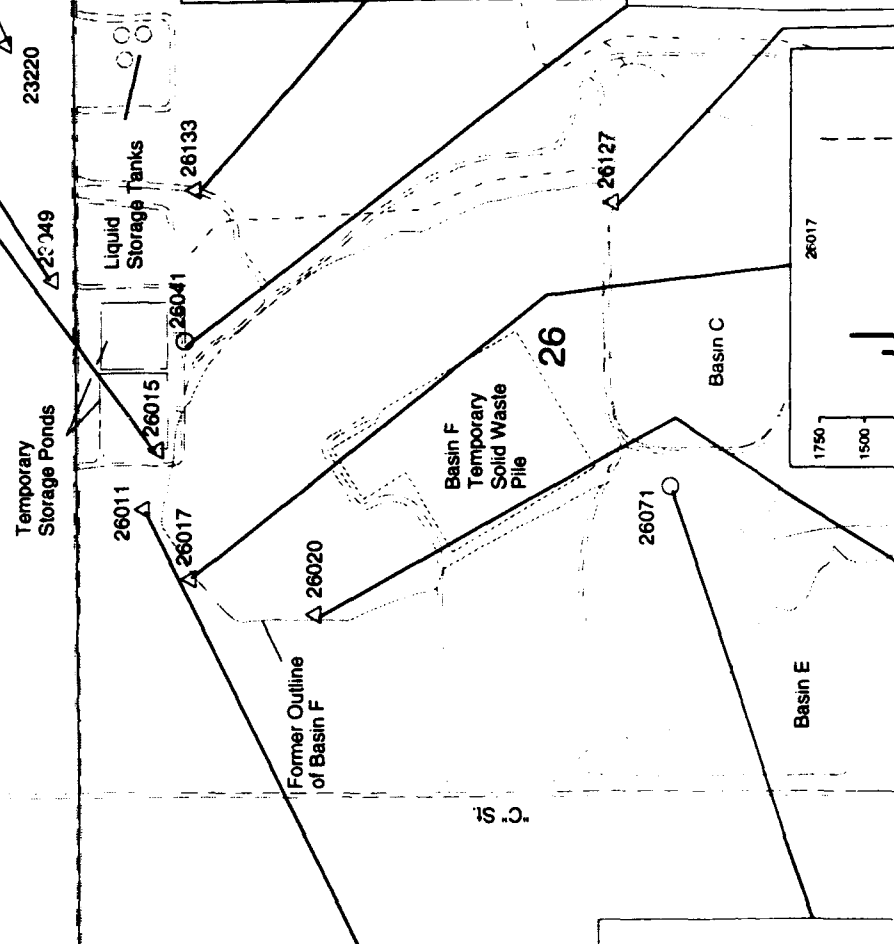 23220
23049
Liquid
Storage Tanks
26133
26127
26041
26017
Temporary
Storage Ponds
26015
26011
26017
26020
Basin F
Temporary
Solid Waste
Pile
26
Basin C
1750
1500
26071
Former Outline
of Basin F
Basin E
"C" St.